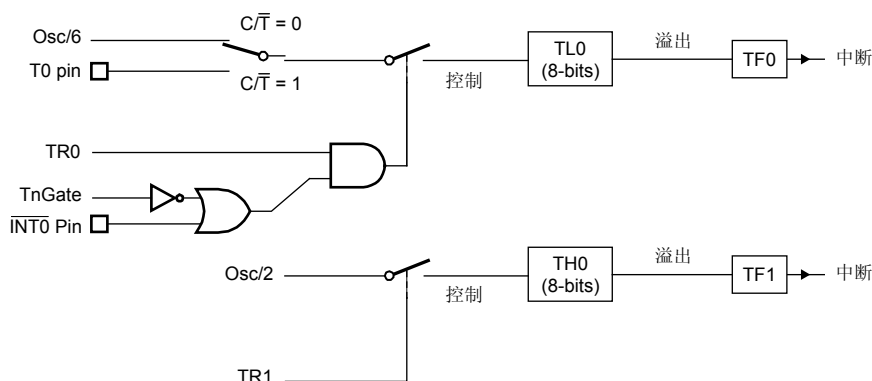 C/T̅ = 0
Osc/6
T0 pin
C/T̅ = 1
控制
TL0
(8-bits)
溢出
TF0
中断
TR0
TnGate
I̅N̅T̅0̅ Pin
Osc/2
控制
TH0
(8-bits)
溢出
TF1
中断
TR1